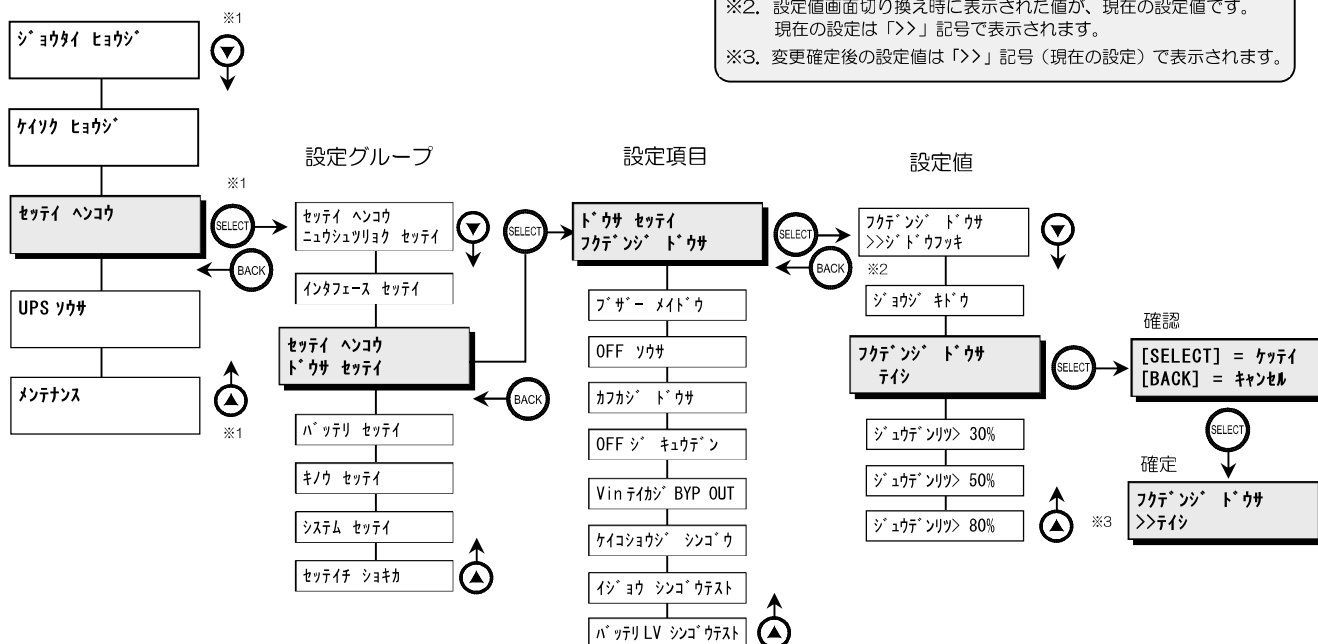 ※2. 設定値画面切り換え時に表示された値が、現在の設定値です。
現在の設定は「>>」記号で表示されます。
※3. 変更確定後の設定値は「>>」記号（現在の設定）で表示されます。
※1
ｼﾞｮｳﾀｲ ﾋｮｳｼﾞ
▼
ｹｲｿｸ ﾋｮｳｼﾞ
※1
ｾｯﾃｲ ﾍﾝｺｳ
SELECT
BACK
UPS ｿｳｻ
ﾒﾝﾃﾅﾝｽ
▲
※1
設定グループ
ｾｯﾃｲ ﾍﾝｺｳ
ﾆｭｳｼｭﾂﾘｮｸ ｾｯﾃｲ
▼
SELECT
ｲﾝﾀﾌｪｰｽ ｾｯﾃｲ
ｾｯﾃｲ ﾍﾝｺｳ
ﾄﾞｳｻ ｾｯﾃｲ
BACK
ﾊﾞｯﾃﾘ ｾｯﾃｲ
ｷﾉｳ ｾｯﾃｲ
ｼｽﾃﾑ ｾｯﾃｲ
ｾｯﾃｲﾁ ｼｮｷｶ
▲
設定項目
ﾄﾞｳｻ ｾｯﾃｲ
ﾌｸﾃﾞﾝｼﾞ ﾄﾞｳｻ
SELECT
BACK
ﾌﾞｻﾞｰ ﾒｲﾄﾞｳ
OFF ｿｳｻ
ｶﾌｶｼﾞ ﾄﾞｳｻ
OFFｼﾞ ｷｭｳﾃﾞﾝ
Vinﾃｲｶｼﾞ BYP OUT
ｹｲｺｼｮｳｼﾞ ｼﾝｺﾞｳ
ｲｼﾞｮｳ ｼﾝｺﾞｳﾃｽﾄ
ﾊﾞｯﾃﾘLV ｼﾝｺﾞｳﾃｽﾄ
▲
設定値
ﾌｸﾃﾞﾝｼﾞ ﾄﾞｳｻ
>>ｼﾞﾄﾞｳﾌｯｷ
▼
※2
ｼﾞｮｳｼﾞ ｷﾄﾞｳ
ﾌｸﾃﾞﾝｼﾞ ﾄﾞｳｻ
ﾃｲｼ
SELECT
ｼﾞｭｳﾃﾞﾝﾘﾂ> 30%
ｼﾞｭｳﾃﾞﾝﾘﾂ> 50%
ｼﾞｭｳﾃﾞﾝﾘﾂ> 80%
▲
確認
[SELECT] = ｹｯﾃｲ
[BACK] = ｷｬﾝｾﾙ
SELECT
確定
※3
ﾌｸﾃﾞﾝｼﾞ ﾄﾞｳｻ
>>ﾃｲｼ